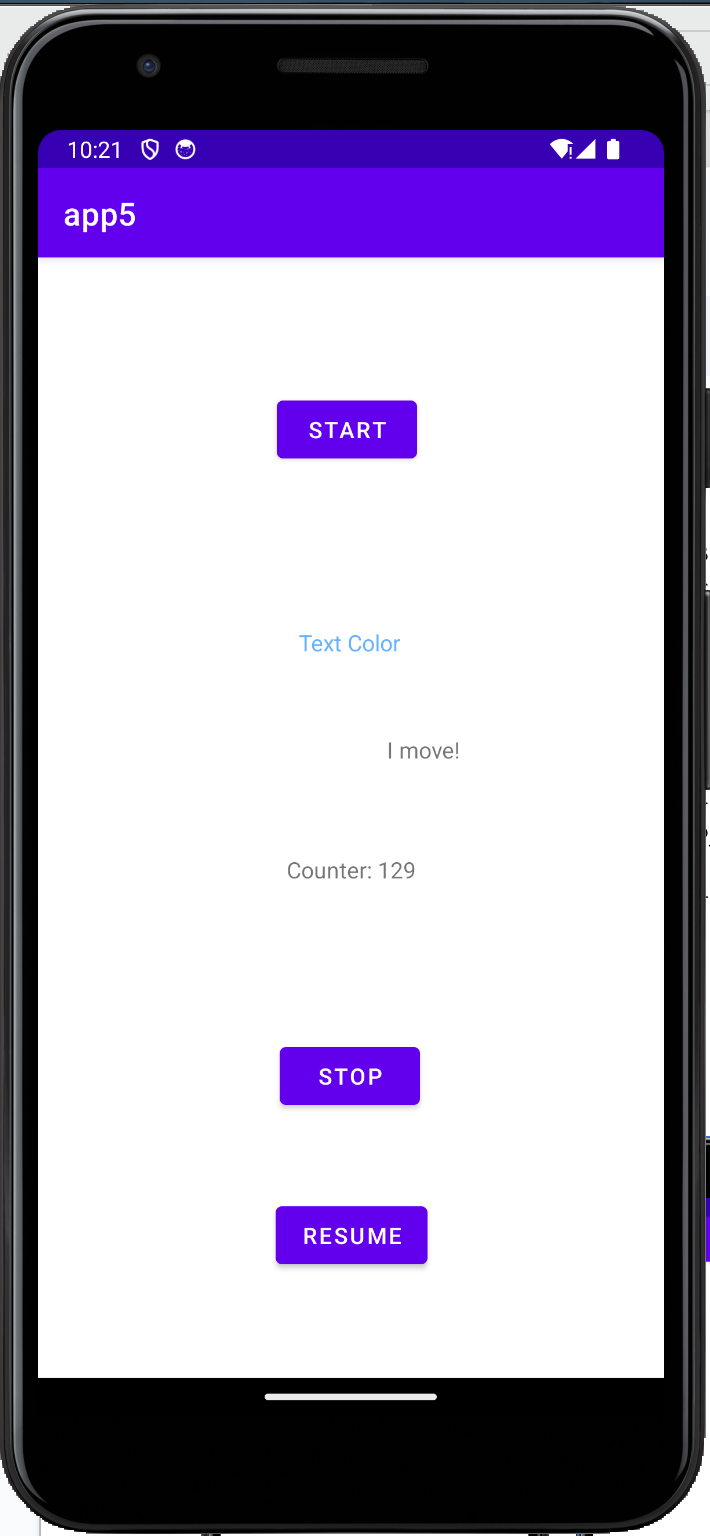 10:21
app5
START
Text Color
I move!
Counter: 129
STOP
RESUME